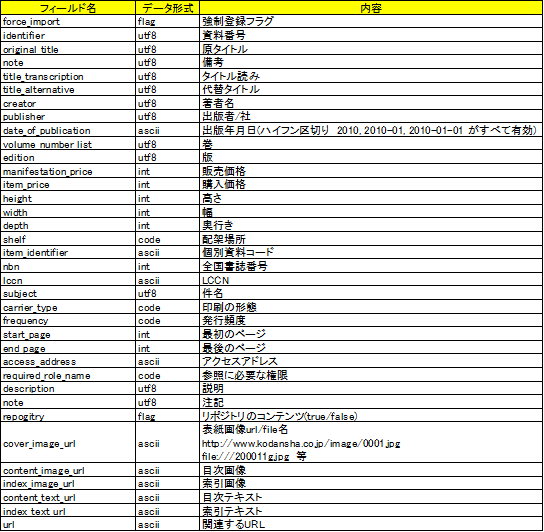 フィールド名 データ形式 内容
force_import flag 強制登録フラグ
identifier utf8 資料番号
original title utf8 原タイトル
note utf8 備考
title_transcription utf8 タイトル読み
title_alternative utf8 代替タイトル
creator utf8 著者名
publisher utf8 出版者/社
date_of_publication ascii 出版年月日(ハイフン区切り 2010, 2010-01, 2010-01-01 がすべて有効)
volume number list utf8 巻
edition utf8 版
manifestation_price int 販売価格
item_price int 購入価格
height int 高さ
width int 幅
depth int 奥行き
shelf code 配架場所
item_identifier ascii 個別資料コード
nbn int 全国書誌番号
lccn ascii LCCN
subject utf8 件名
carrier_type code 印刷の形態
frequency code 発行頻度
start_page int 最初のページ
end page int 最後のページ
access_address ascii アクセスアドレス
required_role_name code 参照に必要な権限
description utf8 説明
note utf8 注記
repogitry flag リポジトリのコンテンツ(true/false)
cover_image_url ascii 表紙画像url/file名
http://www.kodansha.co.jp/image/0001.jpg
file:///200011g.jpg 等
content_image_url ascii 目次画像
index_image_url ascii 索引画像
content_text_url ascii 目次テキスト
index text url ascii 索引テキスト
url ascii 関連するURL